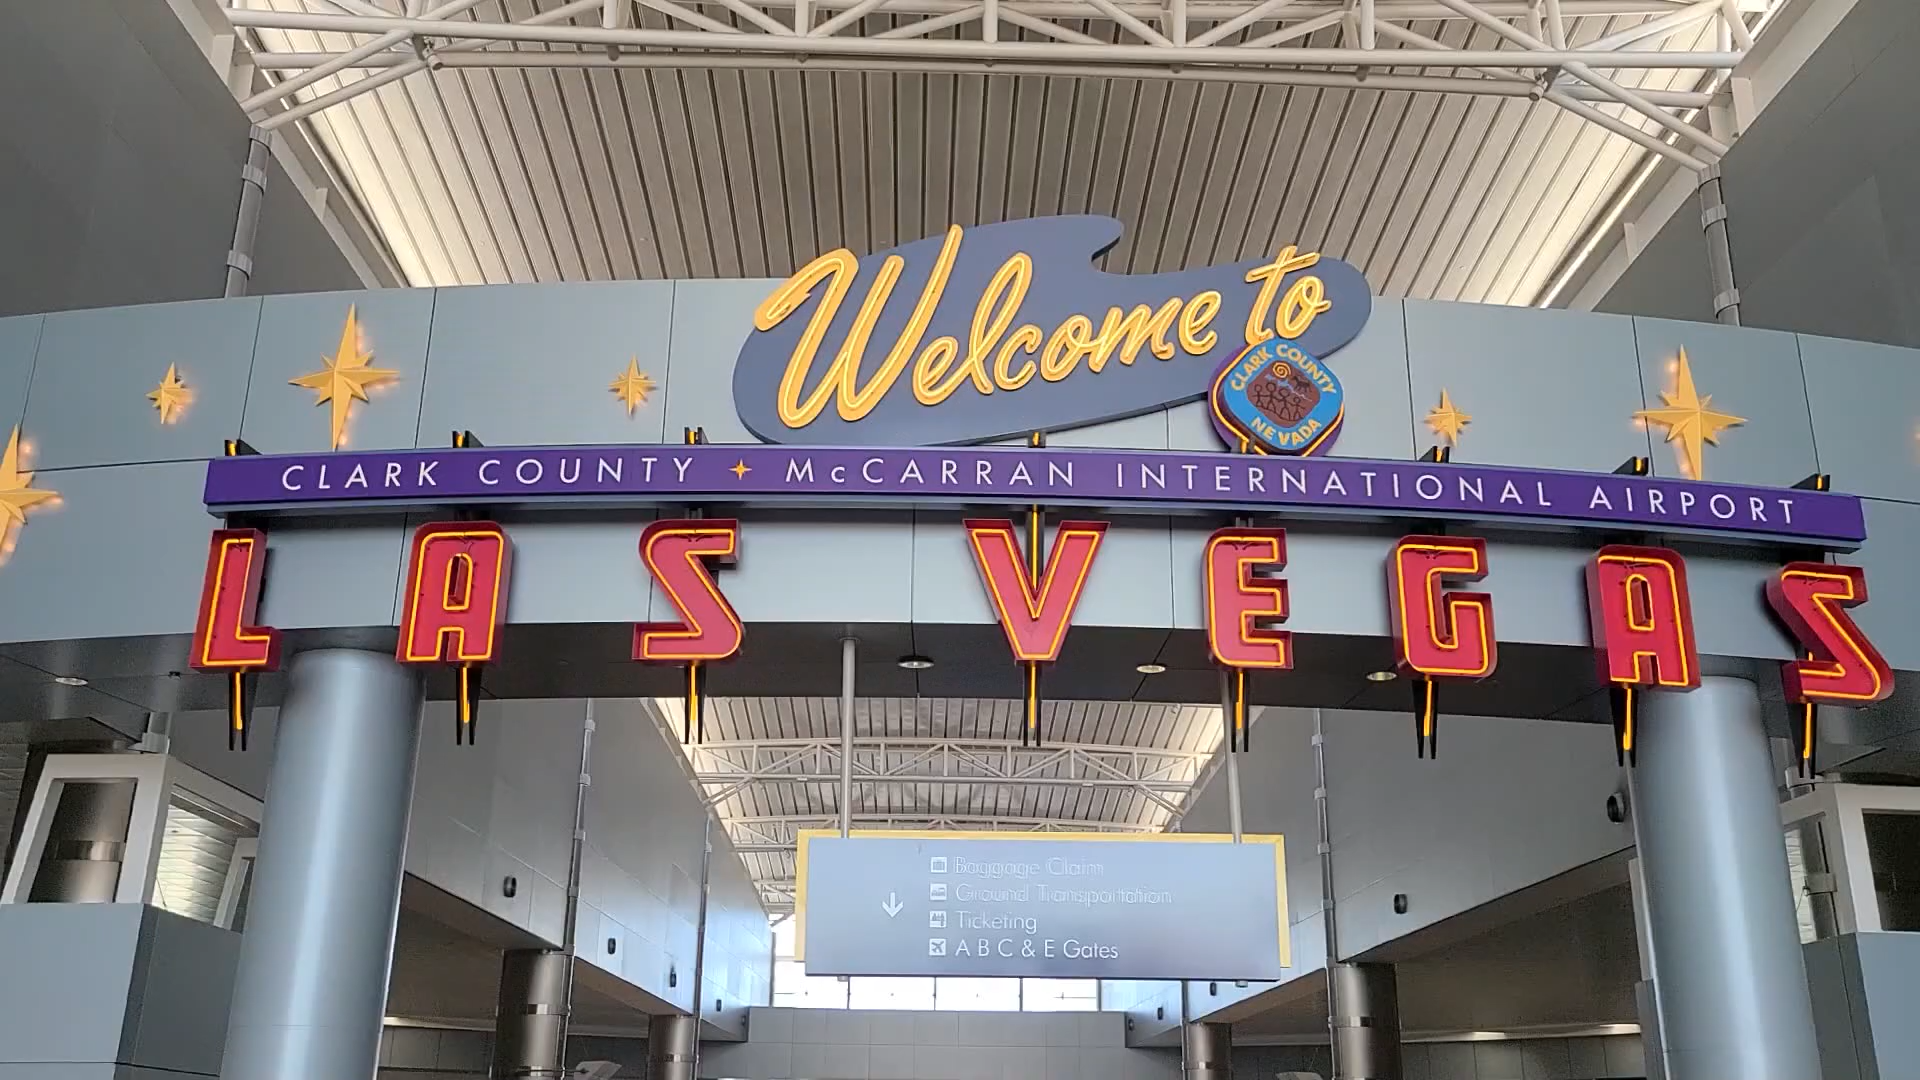 Welcome to
CLARK COUNTY
NEVADA
CLARK COUNTY McCARRAN INTERNATIONAL AIRPORT
LAS VEGAS
Baggage Claim
Ground Transportation
Ticketing
A B C & E Gates